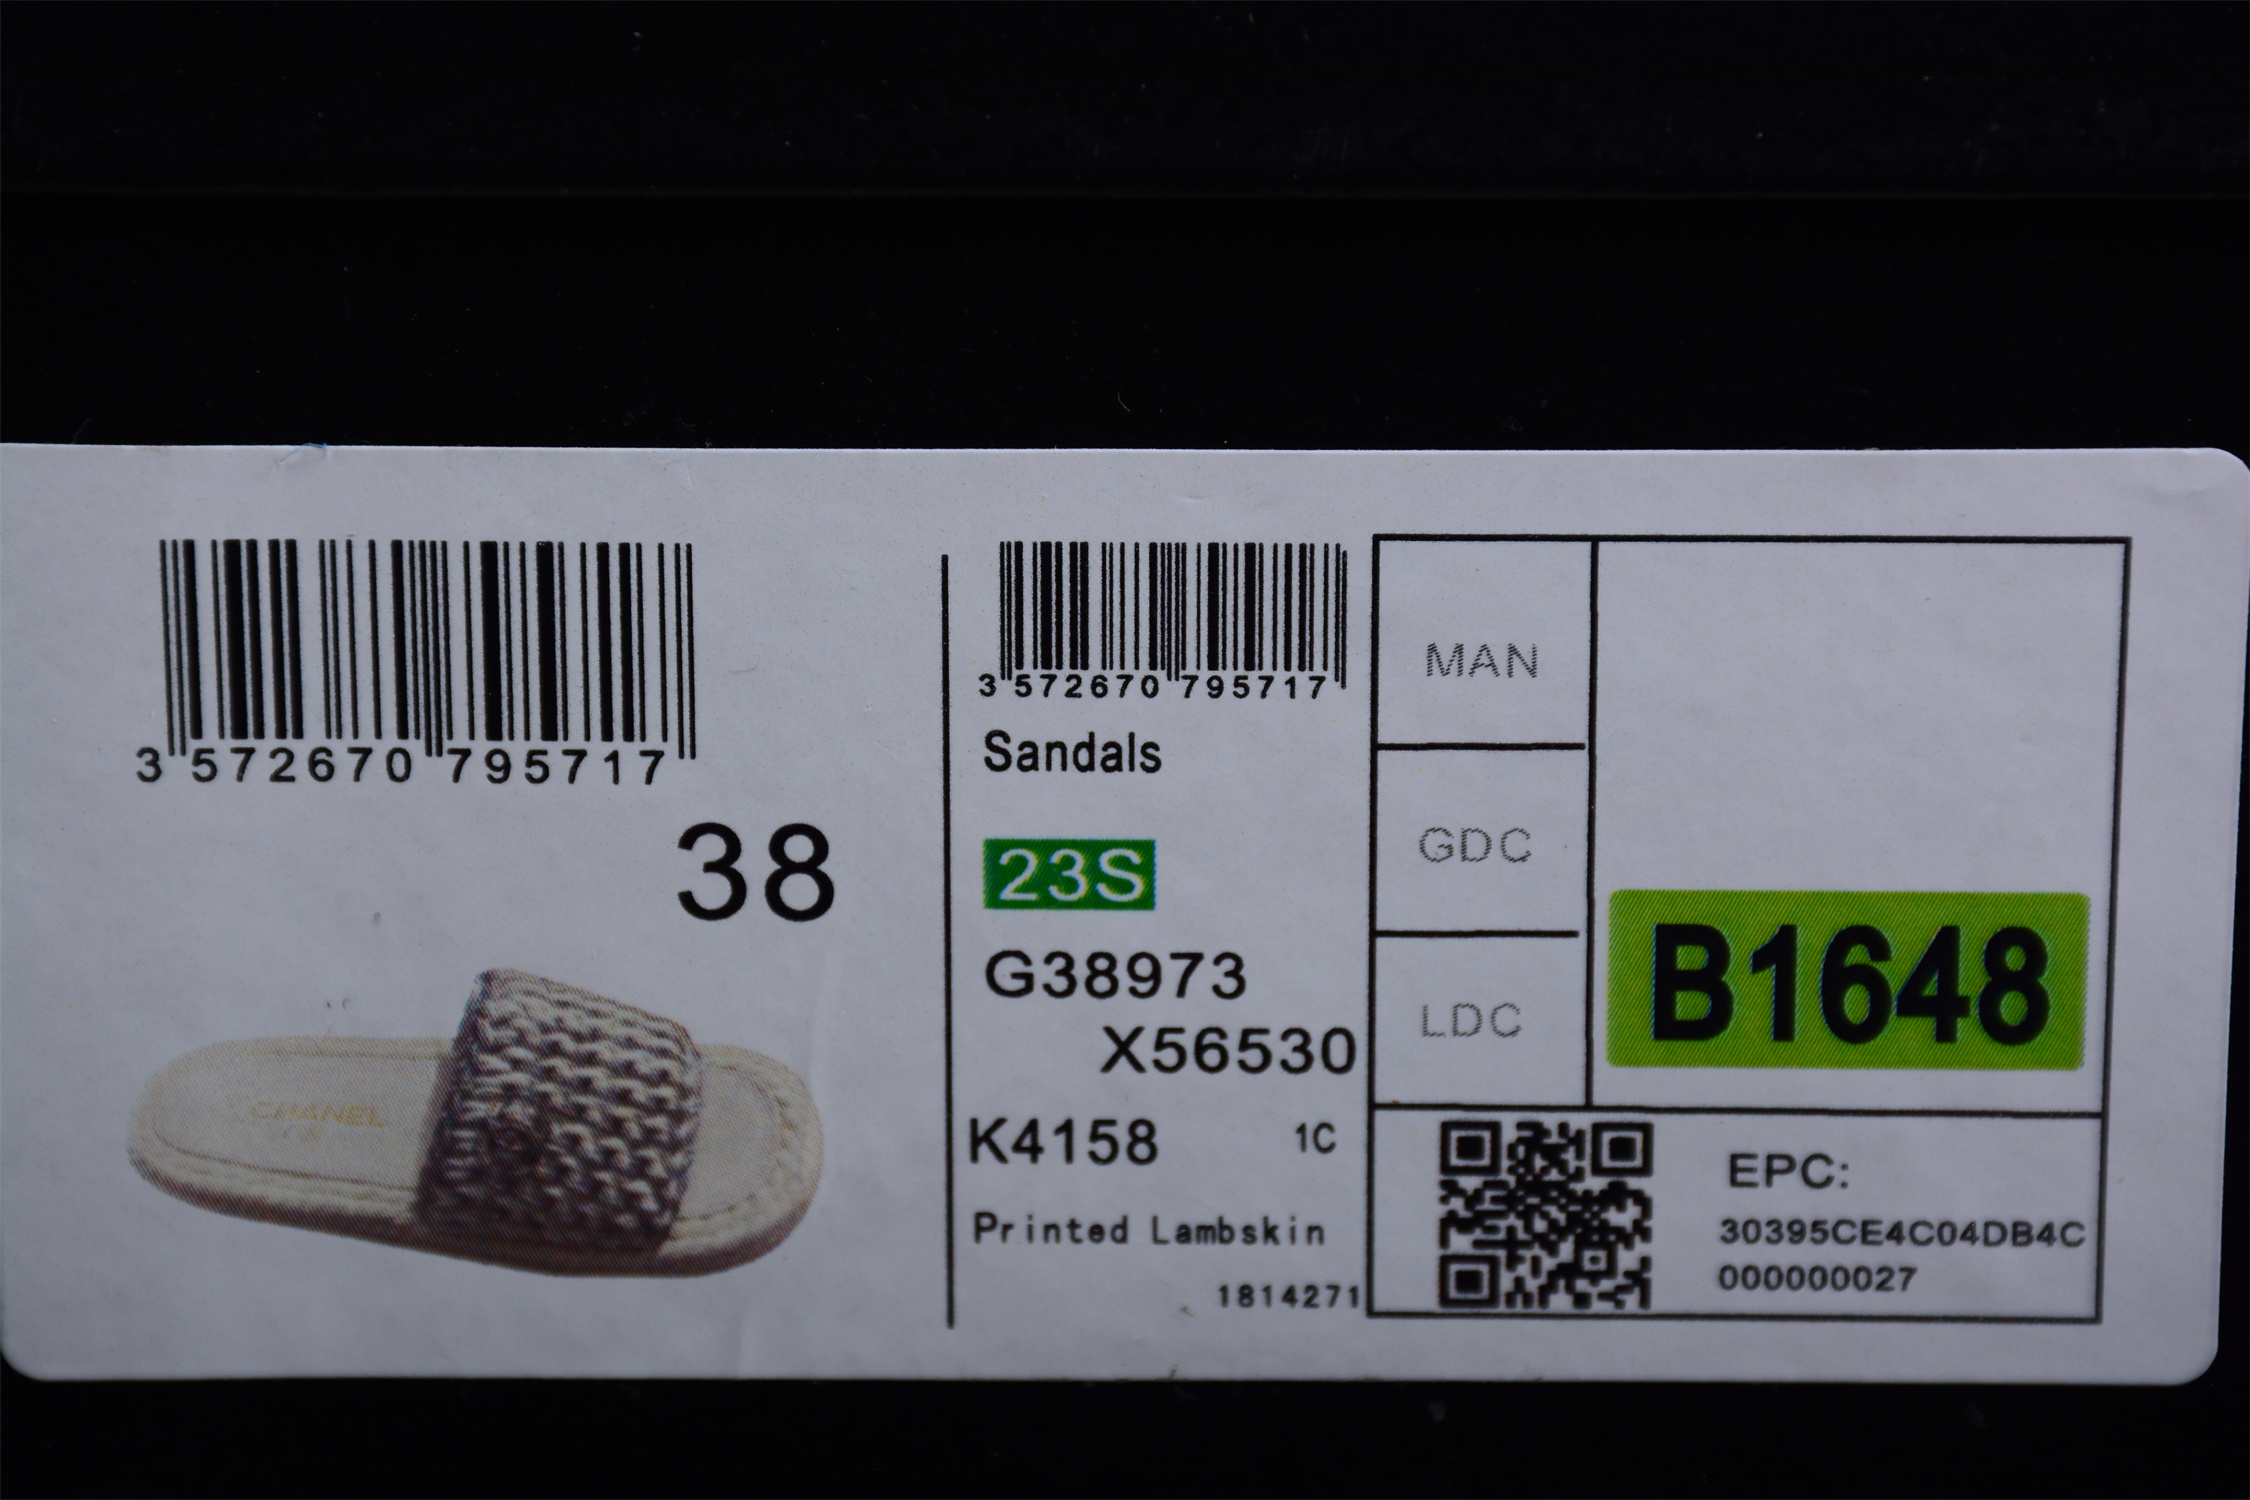 3 572670 795717
38
CHANEL
3 572670 795717
Sandals
23S
G38973
X56530
K4158 1C
Printed Lambskin
1814271
MAN
GDC
LDC
B1648
EPC:
30395CE4C04DB4C
000000027